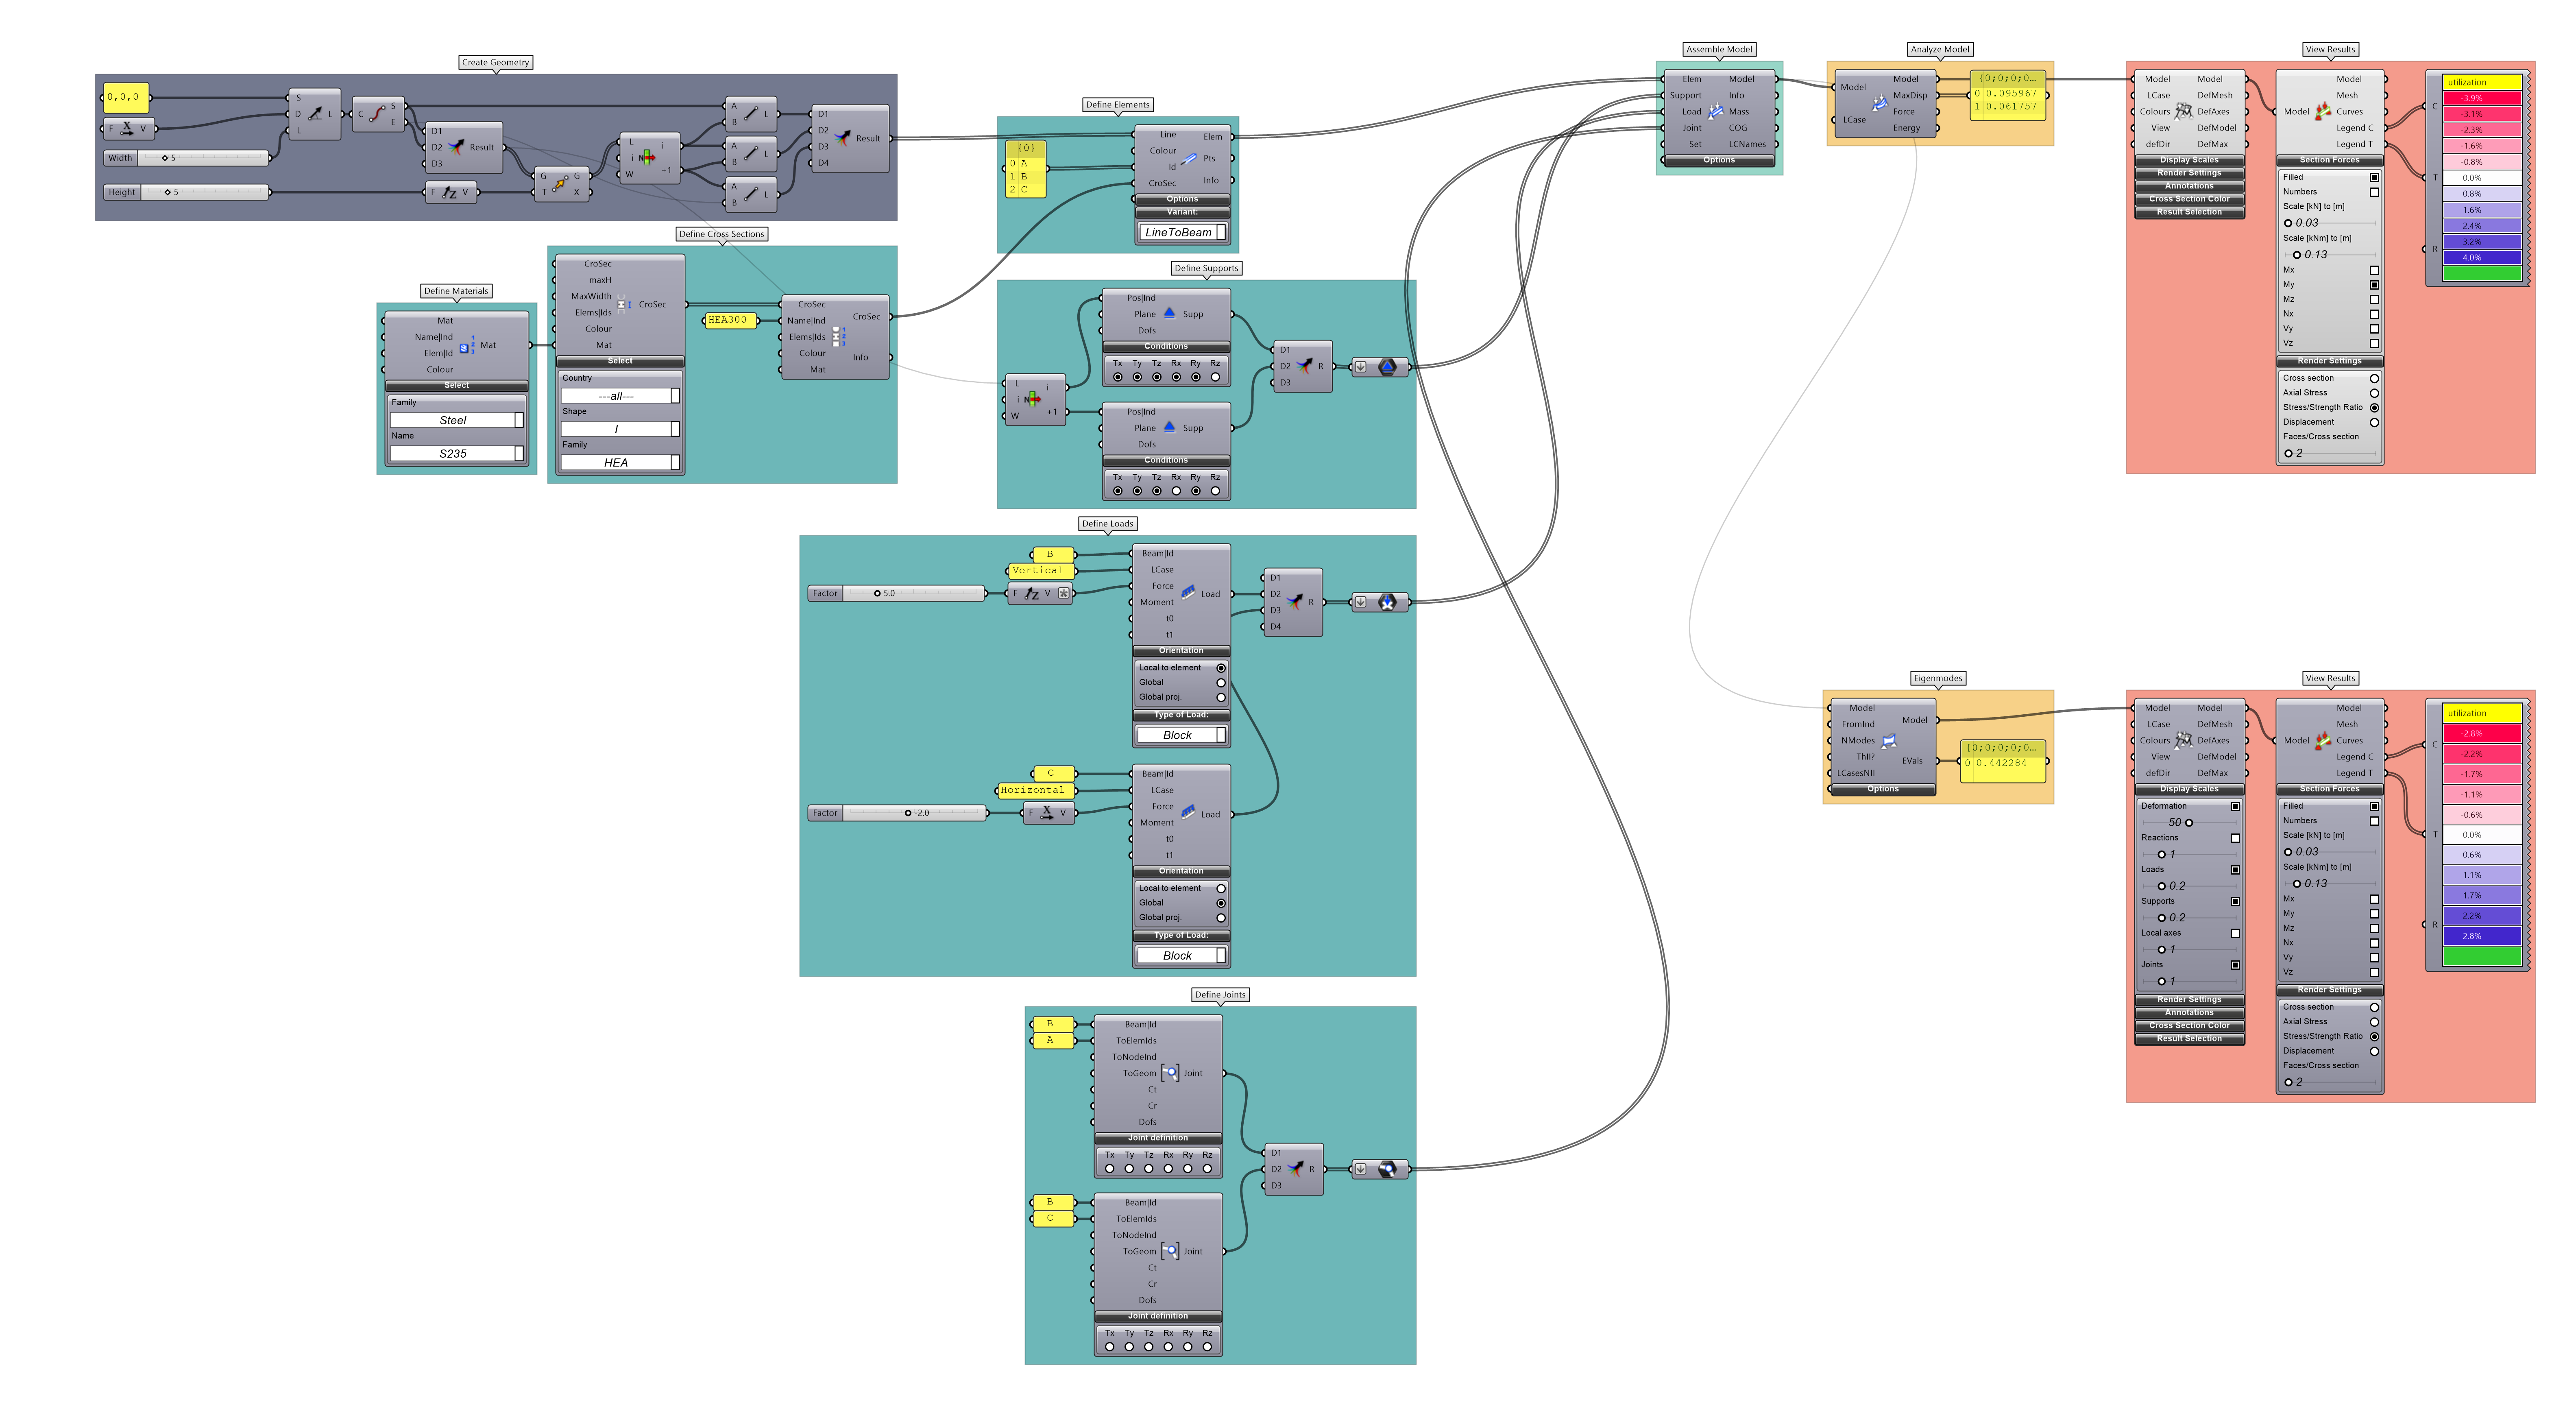 Create Geometry
0,0,0
F X V
Width 5
Height 5
S
D L
L
C S
E
D1
D2 Result
D3
F Z V
G G
T X
L i
i N
W +1
A
B L
A
B L
A
B L
D1
D2 Result
D3
D4
Define Materials
Mat
Name|Ind
Elem|Id Mat
Colour
Select
Family
Steel
Name
S235
Define Cross Sections
CroSec
maxH
MaxWidth CroSec
Elems|Ids
Colour
Mat
Select
Country
---all---
Shape
I
Family
HEA
HEA300
CroSec
Name|Ind CroSec
Elems|Ids
Colour Info
Mat
Define Elements
{0}
0 A
1 B
2 C
Line Elem
Colour
Id Pts
CroSec Info
Options
Variant:
LineToBeam
Define Supports
L i
i N
W +1
Pos|Ind
Plane Supp
Dofs
Conditions
Tx Ty Tz Rx Ry Rz
Pos|Ind
Plane Supp
Dofs
Conditions
Tx Ty Tz Rx Ry Rz
D1
D2 R
D3
Define Loads
B
Vertical
Factor 5.0
F Z V
Beam|Id
LCase
Force Load
Moment
t0
t1
Orientation
Local to element
Global
Global proj.
Type of Load:
Block
C
Horizontal
Factor -2.0
F X V
Beam|Id
LCase
Force Load
Moment
t0
t1
Orientation
Local to element
Global
Global proj.
Type of Load:
Block
D1
D2 R
D3
D4
Define Joints
B
A
Beam|Id
ToElemIds
ToNodeInd
ToGeom Joint
Ct
Cr
Dofs
Joint definition
Tx Ty Tz Rx Ry Rz
B
C
Beam|Id
ToElemIds
ToNodeInd
ToGeom Joint
Ct
Cr
Dofs
Joint definition
Tx Ty Tz Rx Ry Rz
D1
D2 R
D3
Assemble Model
Elem Model
Support Info
Load Mass
Joint COG
Set LCNames
Options
Analyze Model
Model Model
MaxDisp
Force
LCase Energy
{0;0;0;0...
0 0.095967
1 0.061757
View Results
Model Model
LCase DefMesh
Colours DefAxes
View DefModel
defDir DefMax
Display Scales
Render Settings
Annotations
Cross Section Color
Result Selection
Model
Mesh
Model Curves
Legend C
Legend T
Section Forces
Filled
Numbers
Scale [kN] to [m]
0.03
Scale [kNm] to [m]
0.13
Mx
My
Mz
Nx
Vy
Vz
Render Settings
Cross section
Axial Stress
Stress/Strength Ratio
Displacement
Faces/Cross section
2
C
T
R
utilization
-3.9%
-3.1%
-2.3%
-1.6%
-0.8%
0.0%
0.8%
1.6%
2.4%
3.2%
4.0%
Eigenmodes
Model
FromInd Model
NModes
ThII? EVals
LCasesNII
Options
{0;0;0;0;0...
0 0.442284
View Results
Model Model
LCase DefMesh
Colours DefAxes
View DefModel
defDir DefMax
Display Scales
Deformation
50
Reactions
1
Loads
0.2
Supports
0.2
Local axes
1
Joints
1
Render Settings
Annotations
Cross Section Color
Result Selection
Model
Mesh
Model Curves
Legend C
Legend T
Section Forces
Filled
Numbers
Scale [kN] to [m]
0.03
Scale [kNm] to [m]
0.13
Mx
My
Mz
Nx
Vy
Vz
Render Settings
Cross section
Axial Stress
Stress/Strength Ratio
Displacement
Faces/Cross section
2
C
T
R
utilization
-2.8%
-2.2%
-1.7%
-1.1%
-0.6%
0.0%
0.6%
1.1%
1.7%
2.2%
2.8%